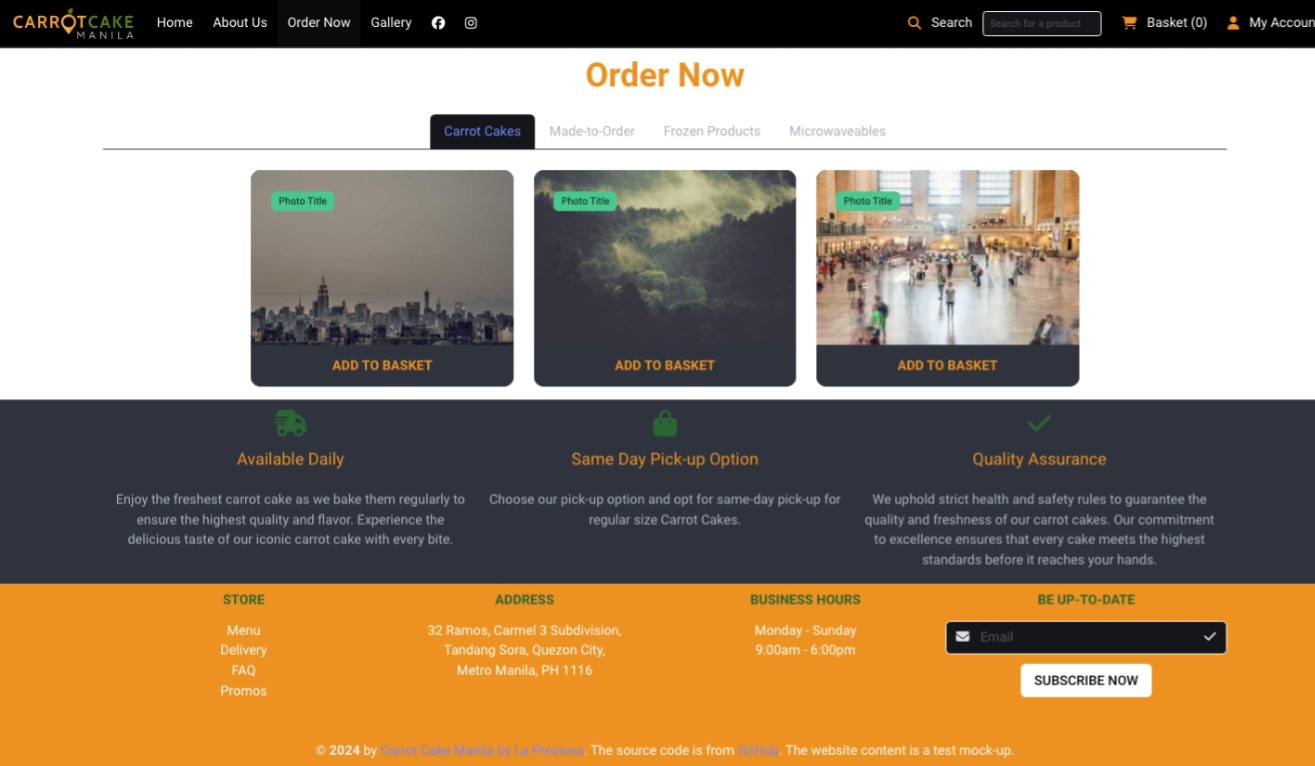 CARROTCAKE
MANILA
Home About Us Order Now Gallery Search Search for a product Basket (0) My Accoun
Order Now
Carrot Cakes Made-to-Order Frozen Products Microwaveables
Photo Title Photo Title Photo Title
ADD TO BASKET ADD TO BASKET ADD TO BASKET
Available Daily
Enjoy the freshest carrot cake as we bake them regularly to
ensure the highest quality and flavor. Experience the
delicious taste of our iconic carrot cake with every bite.
Same Day Pick-up Option
Choose our pick-up option and opt for same-day pick-up for
regular size Carrot Cakes.
Quality Assurance
We uphold strict health and safety rules to guarantee the
quality and freshness of our carrot cakes. Our commitment
to excellence ensures that every cake meets the highest
standards before it reaches your hands.
STORE
Menu
Delivery
FAQ
Promos
ADDRESS
32 Ramos, Carmel 3 Subdivision,
Tandang Sora, Quezon City,
Metro Manila, PH 1116
BUSINESS HOURS
Monday - Sunday
9:00am - 6:00pm
BE UP-TO-DATE
Email
SUBSCRIBE NOW
© 2024 by Carrot Cake Manila by La Preciosa. The source code is from GitHub. The website content is a test mock-up.